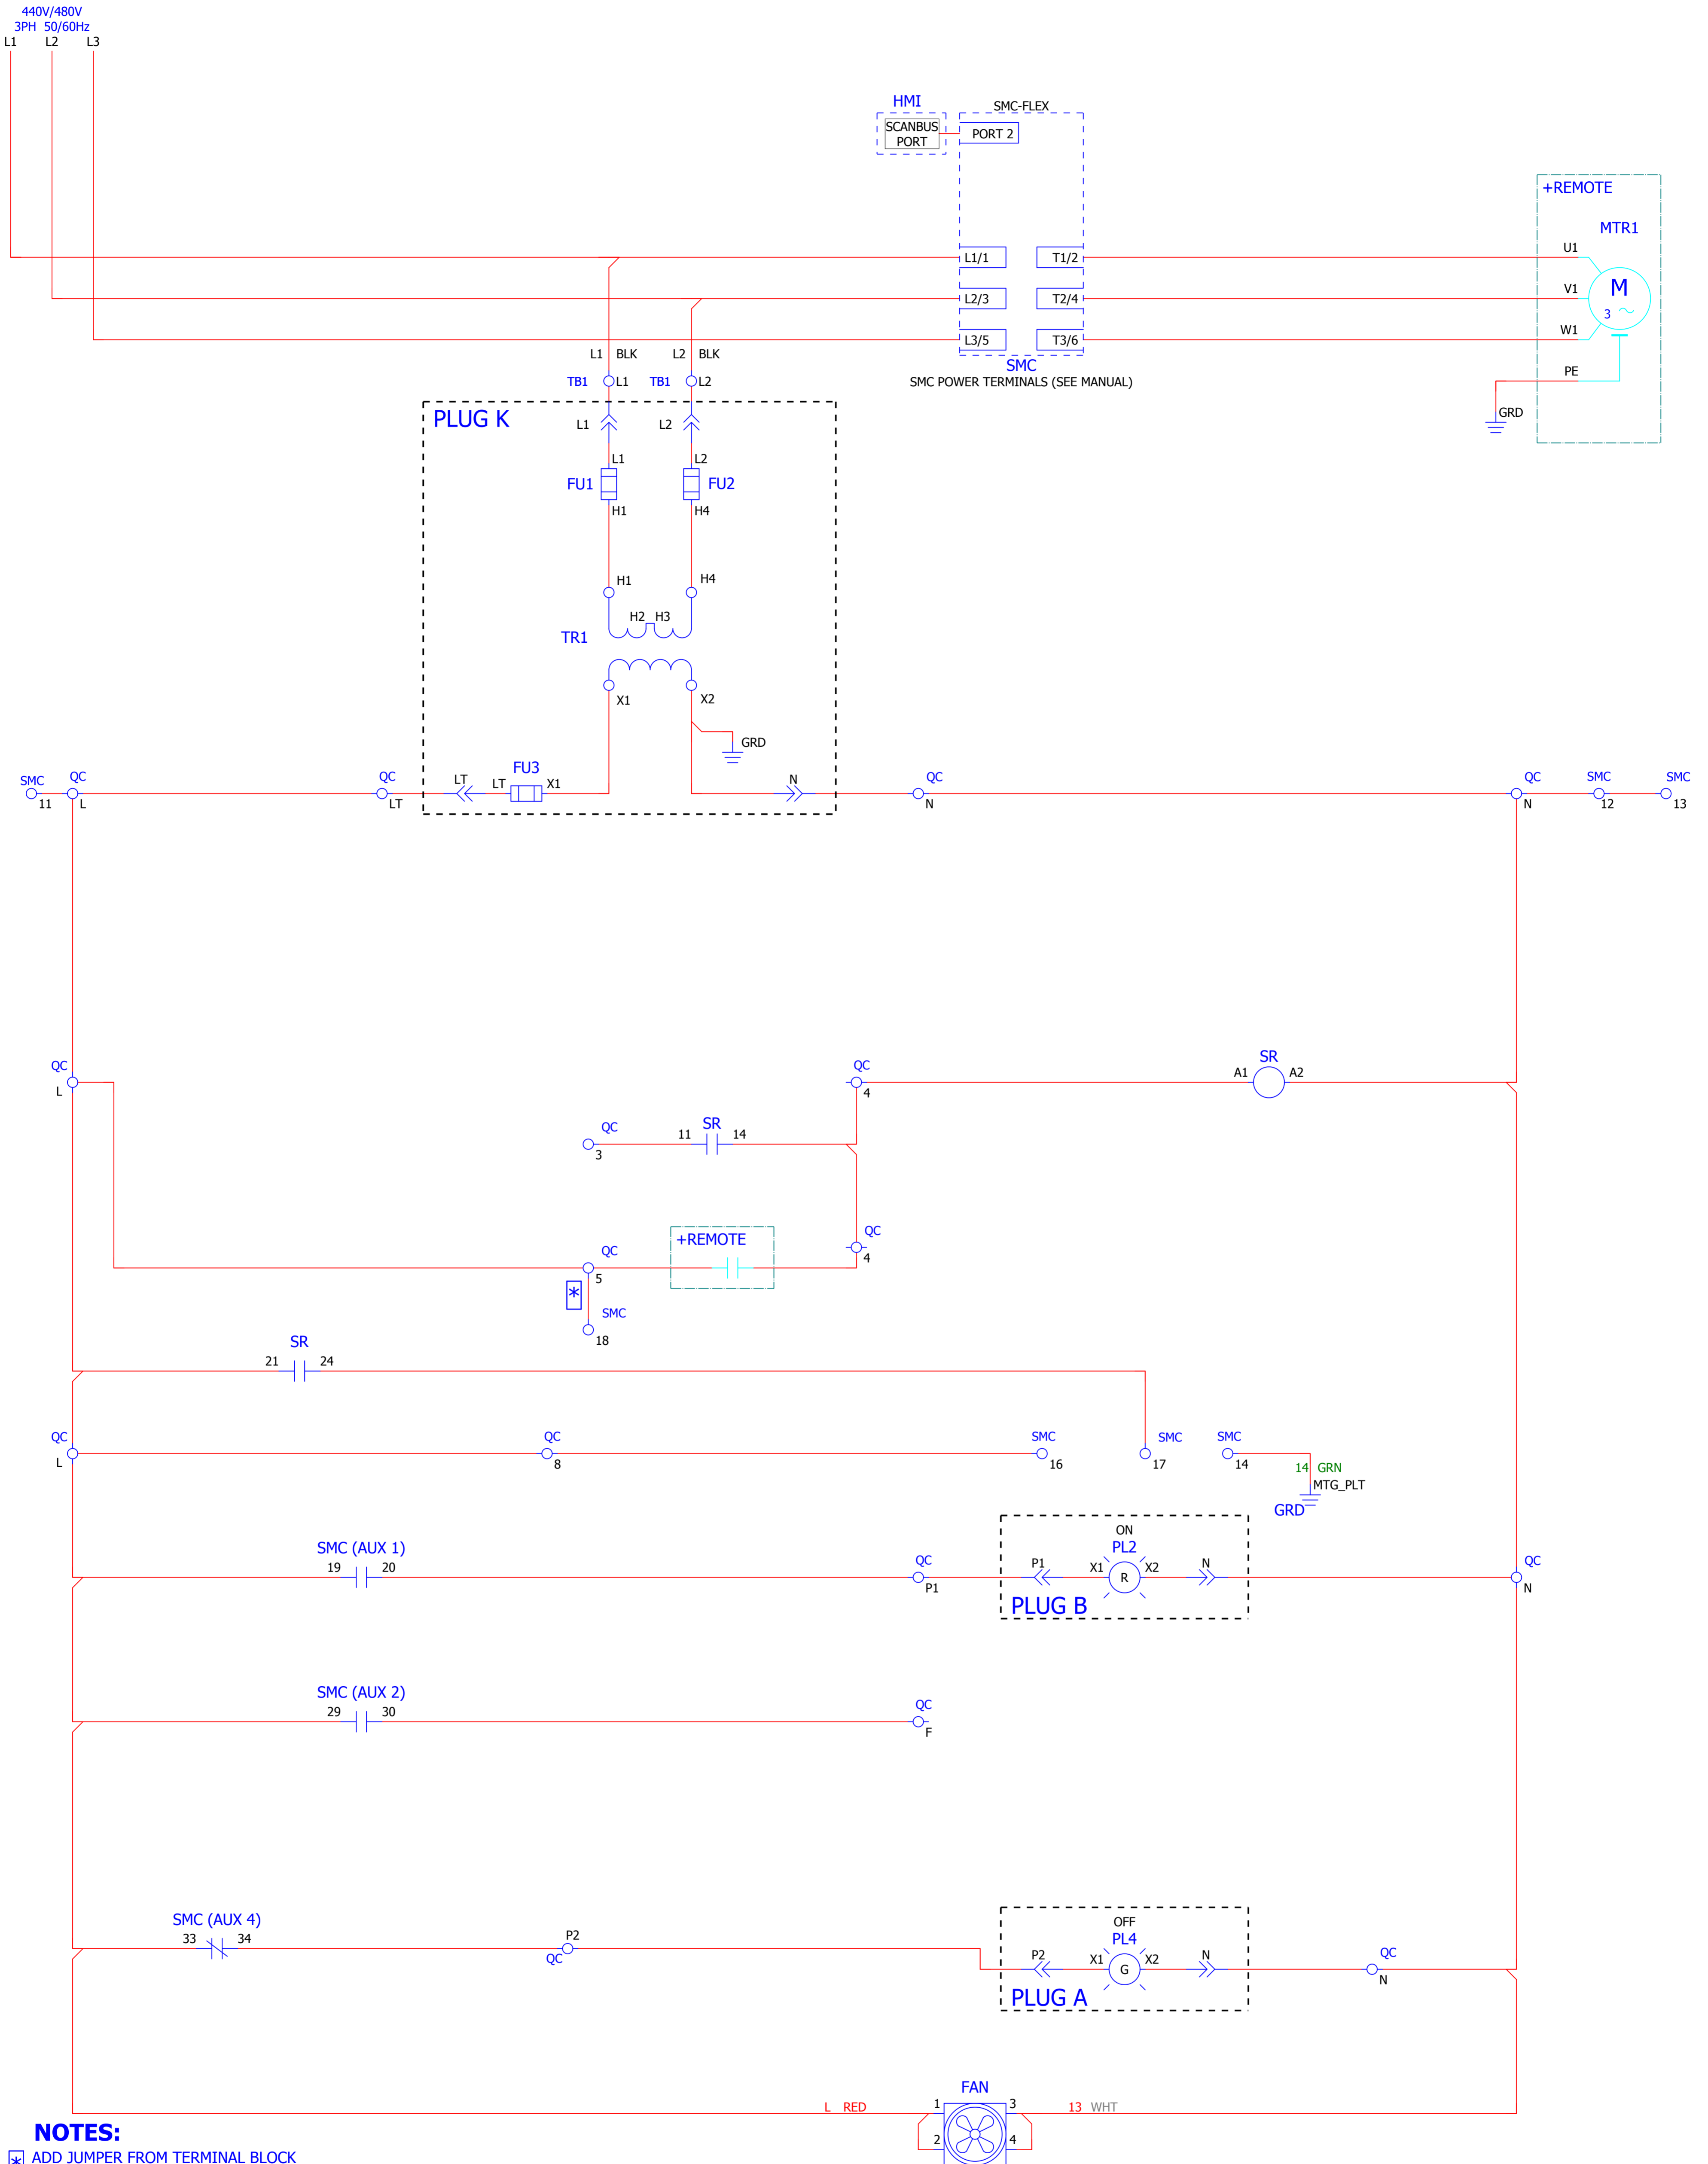 440V/480V
3PH 50/60Hz
L1 L2 L3
HMI
SMC-FLEX
SCANBUS
PORT
PORT 2
+REMOTE
MTR1
L1/1 T1/2 U1
L2/3 T2/4 V1 M
3
L3/5 T3/6 W1
L1 BLK L2 BLK
SMC
SMC POWER TERMINALS (SEE MANUAL)
PE
GRD
TB1 L1 TB1 L2
PLUG K
L1 L2
L1 L2
FU1 FU2
H1 H4
H1 H4
H2 H3
TR1
X1 X2
GRD
SMC QC QC LT LT FU3 X1 N QC QC SMC SMC
11 L LT N N 12 13
QC QC SR
L 4 A1 A2
QC SR
3 11 14
QC
4
+REMOTE
QC
5
*
SMC
18
SR
21 24
QC QC SMC SMC SMC
L 8 16 17 14
14 GRN
MTG_PLT
GRD
ON
SMC (AUX 1) PL2
19 20 QC P1 X1 R X2 N QC
P1 N
PLUG B
SMC (AUX 2)
29 30 QC
F
OFF
SMC (AUX 4) PL4
33 34 P2 P2 X1 G X2 N QC
QC N
PLUG A
FAN
L RED 1 3 13 WHT
2 4
NOTES:
* ADD JUMPER FROM TERMINAL BLOCK